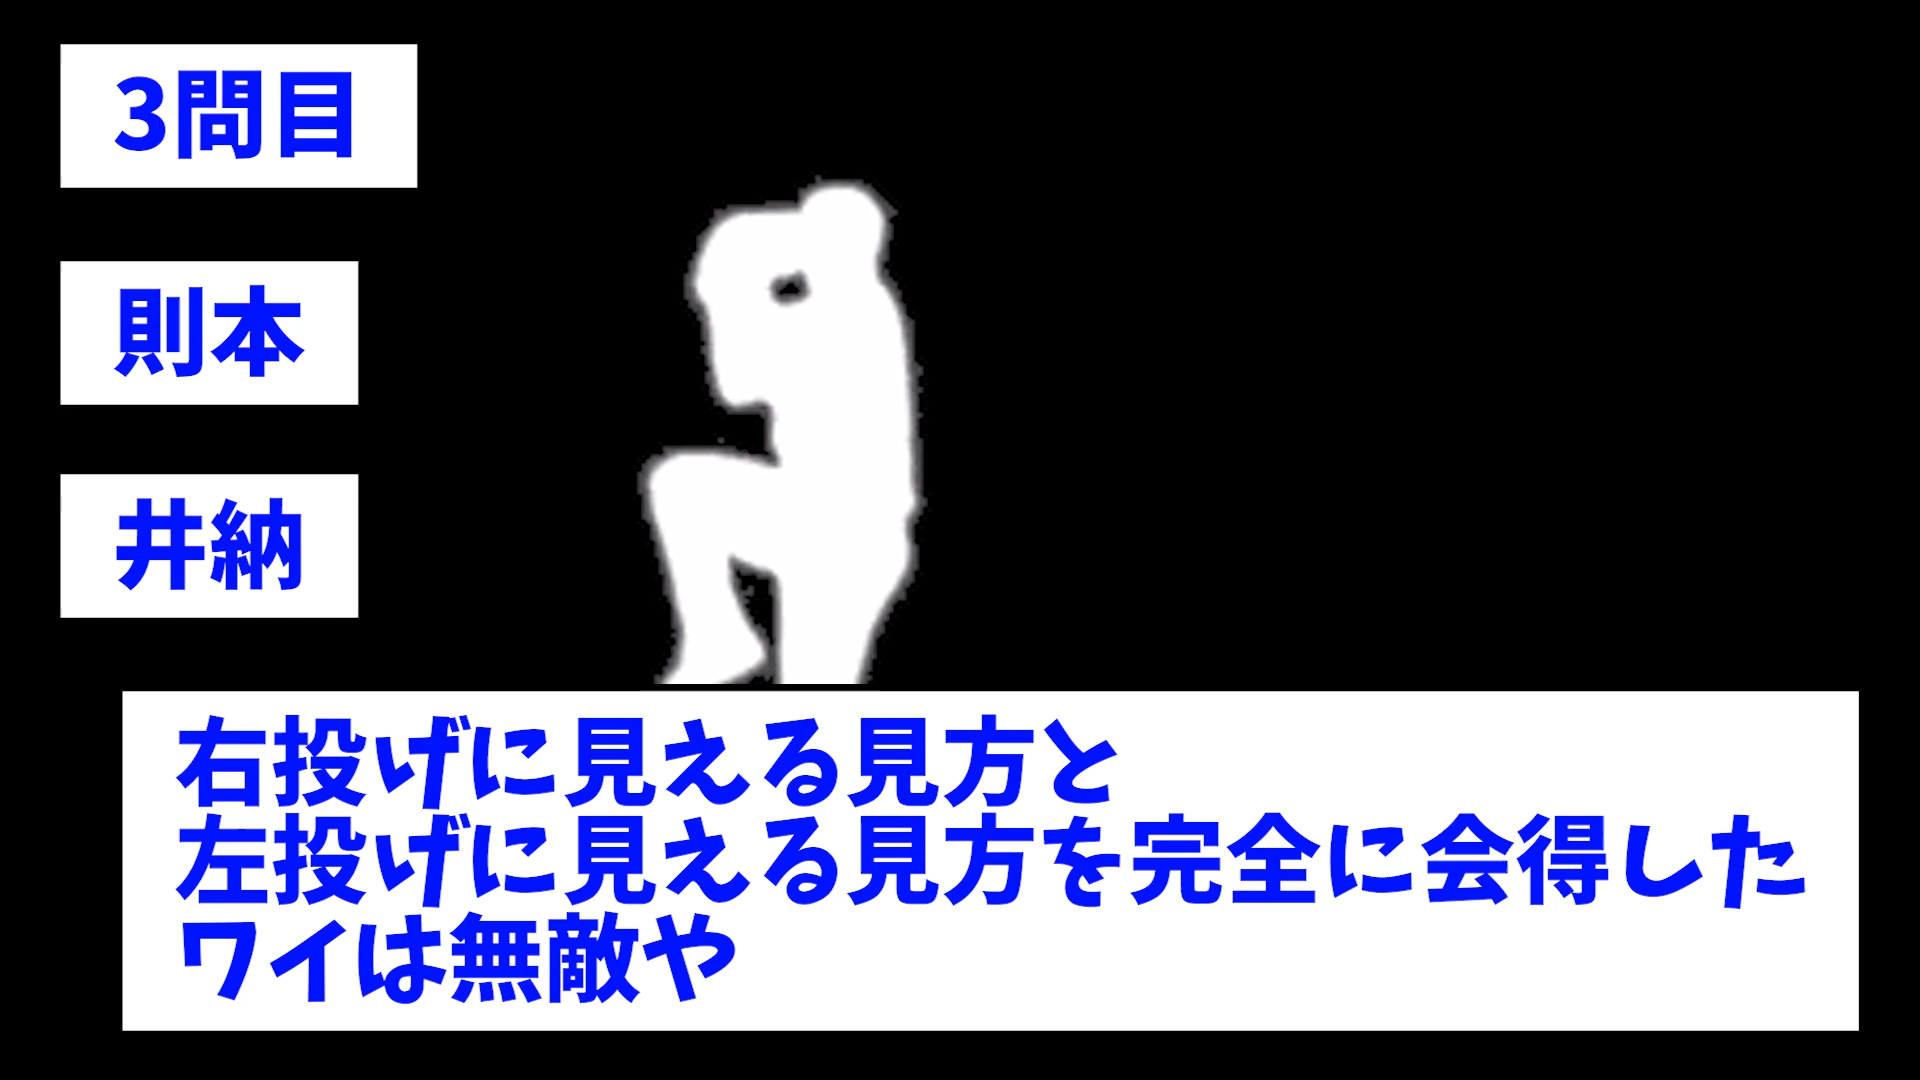 3問目
則本
井納
右投げに見える見方と
左投げに見える見方を完全に会得した
ワイは無敵や